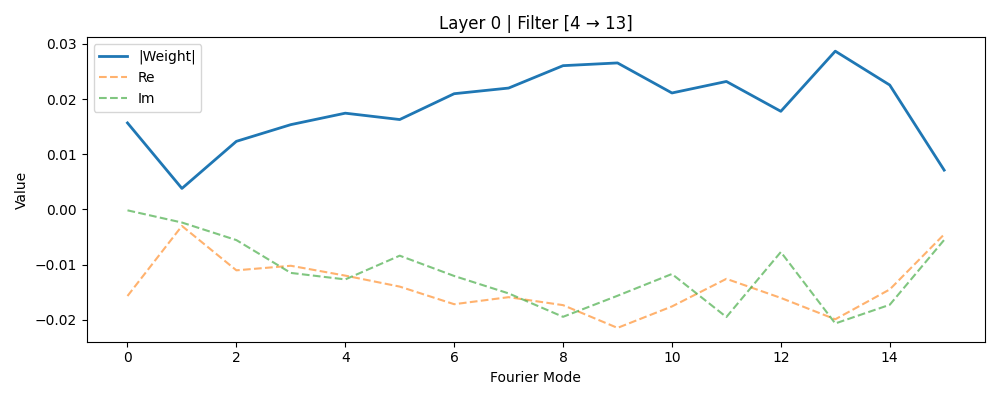 Layer 0 | Filter [4 → 13]
|Weight|
Re
Im
Value
0.03
0.02
0.01
0.00
−0.01
−0.02
0 2 4 6 8 10 12 14
Fourier Mode